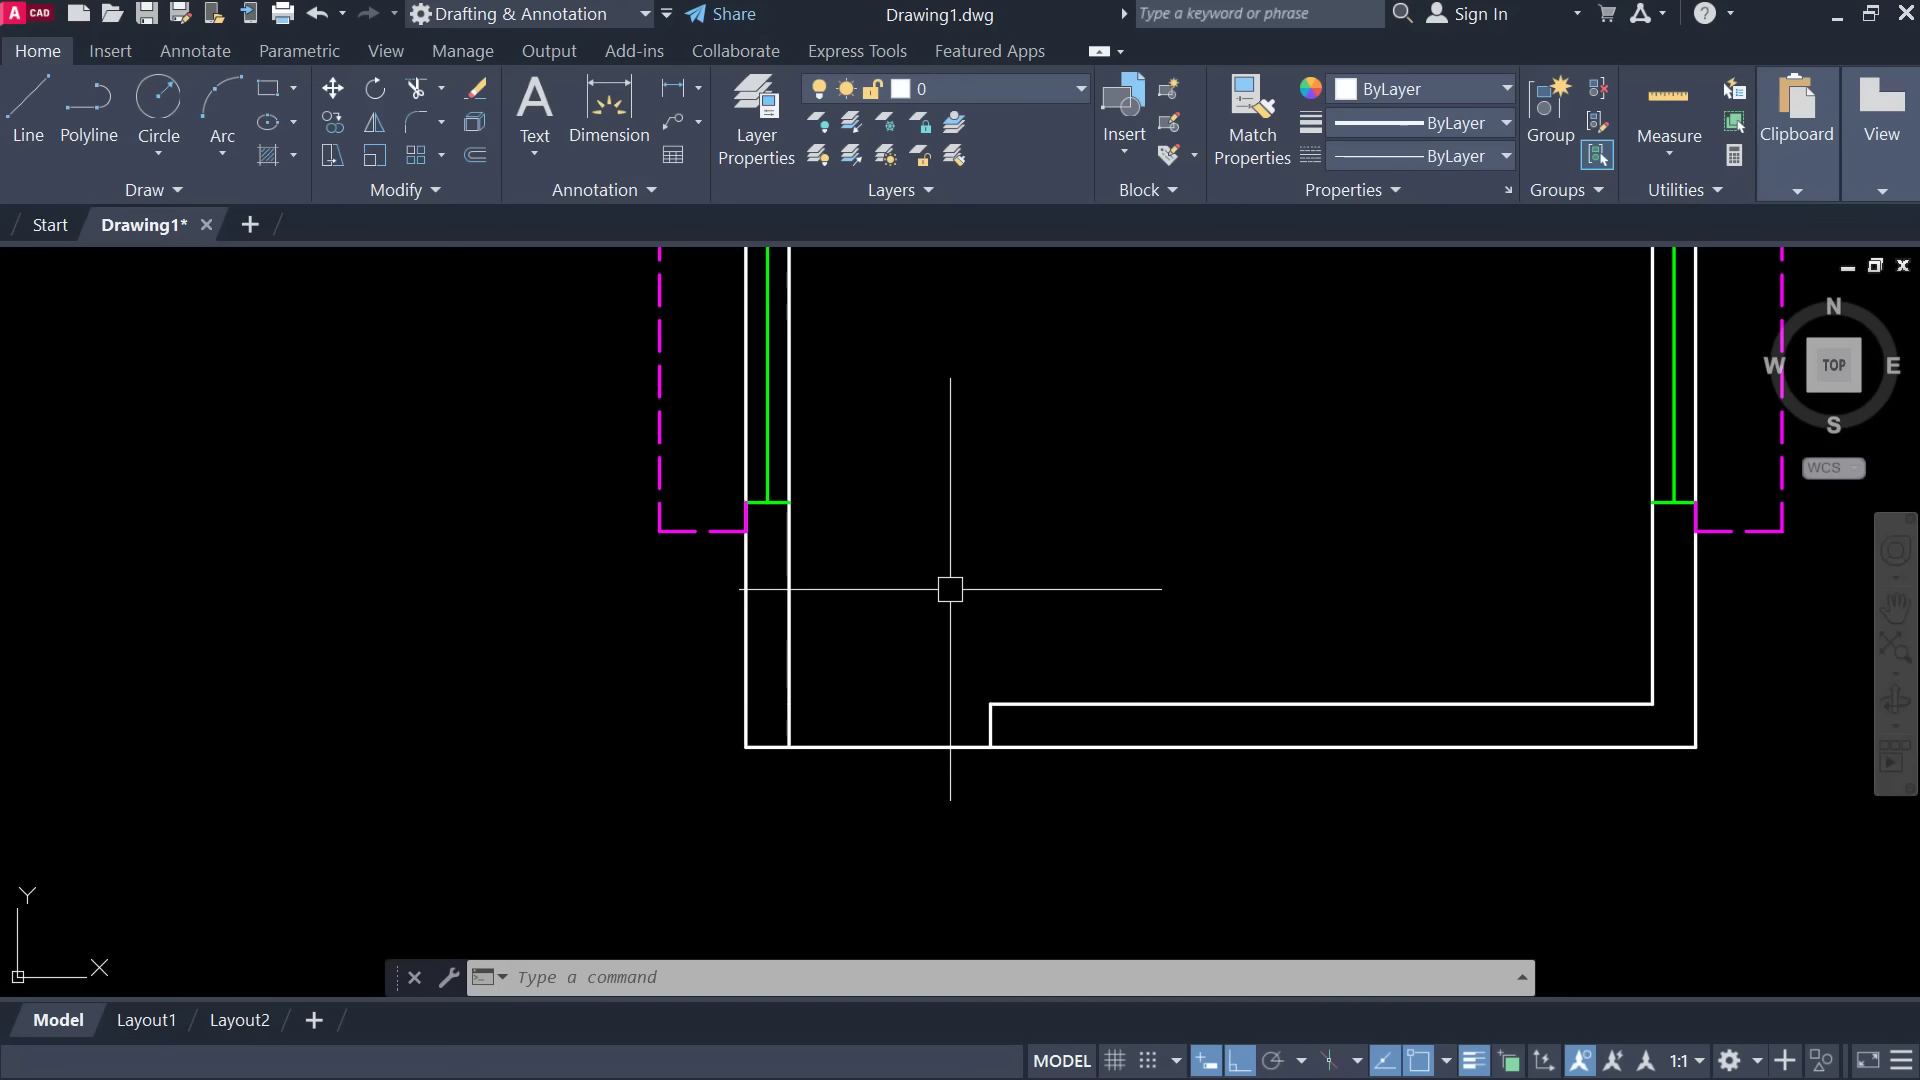 A CAD
Drafting & Annotation
Share
Drawing1.dwg
Type a keyword or phrase
Sign In
?
Home
Insert
Annotate
Parametric
View
Manage
Output
Add-ins
Collaborate
Express Tools
Featured Apps
Line
Polyline
Circle
Arc
Text
Dimension
Layer
Properties
0
Insert
Match
Properties
ByLayer
ByLayer
ByLayer
Group
Measure
Clipboard
View
Draw
Modify
Annotation
Layers
Block
Properties
Groups
Utilities
Start
Drawing1*
N
W
TOP
E
S
WCS
Y
X
Type a command
Model
Layout1
Layout2
MODEL
1:1